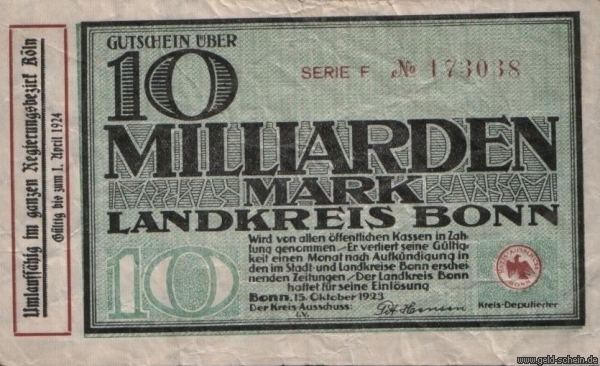 Umlauffähig im ganzen Regierungsbezirk Köln
Gültig bis zum 1. April 1924
GUTSCHEIN ÜBER
10
SERIE F No 173038
MILLIARDEN
MARK
LANDKREIS BONN
10
Wird von allen öffentlichen Kassen in Zah-
lung genommen. Er verliert seine Gültig-
keit einen Monat nach Aufkündigung in
den im Stadt- und Landkreise Bonn erschei-
nenden Zeitungen. Der Landkreis Bonn
haftet für seine Einlösung
Bonn, 15. Oktober 1923
Der Kreis Ausschuss:
I.V.
Kreis-Deputierter
KREIS AUSSCHUSS
BONN
www.geld-schein.de